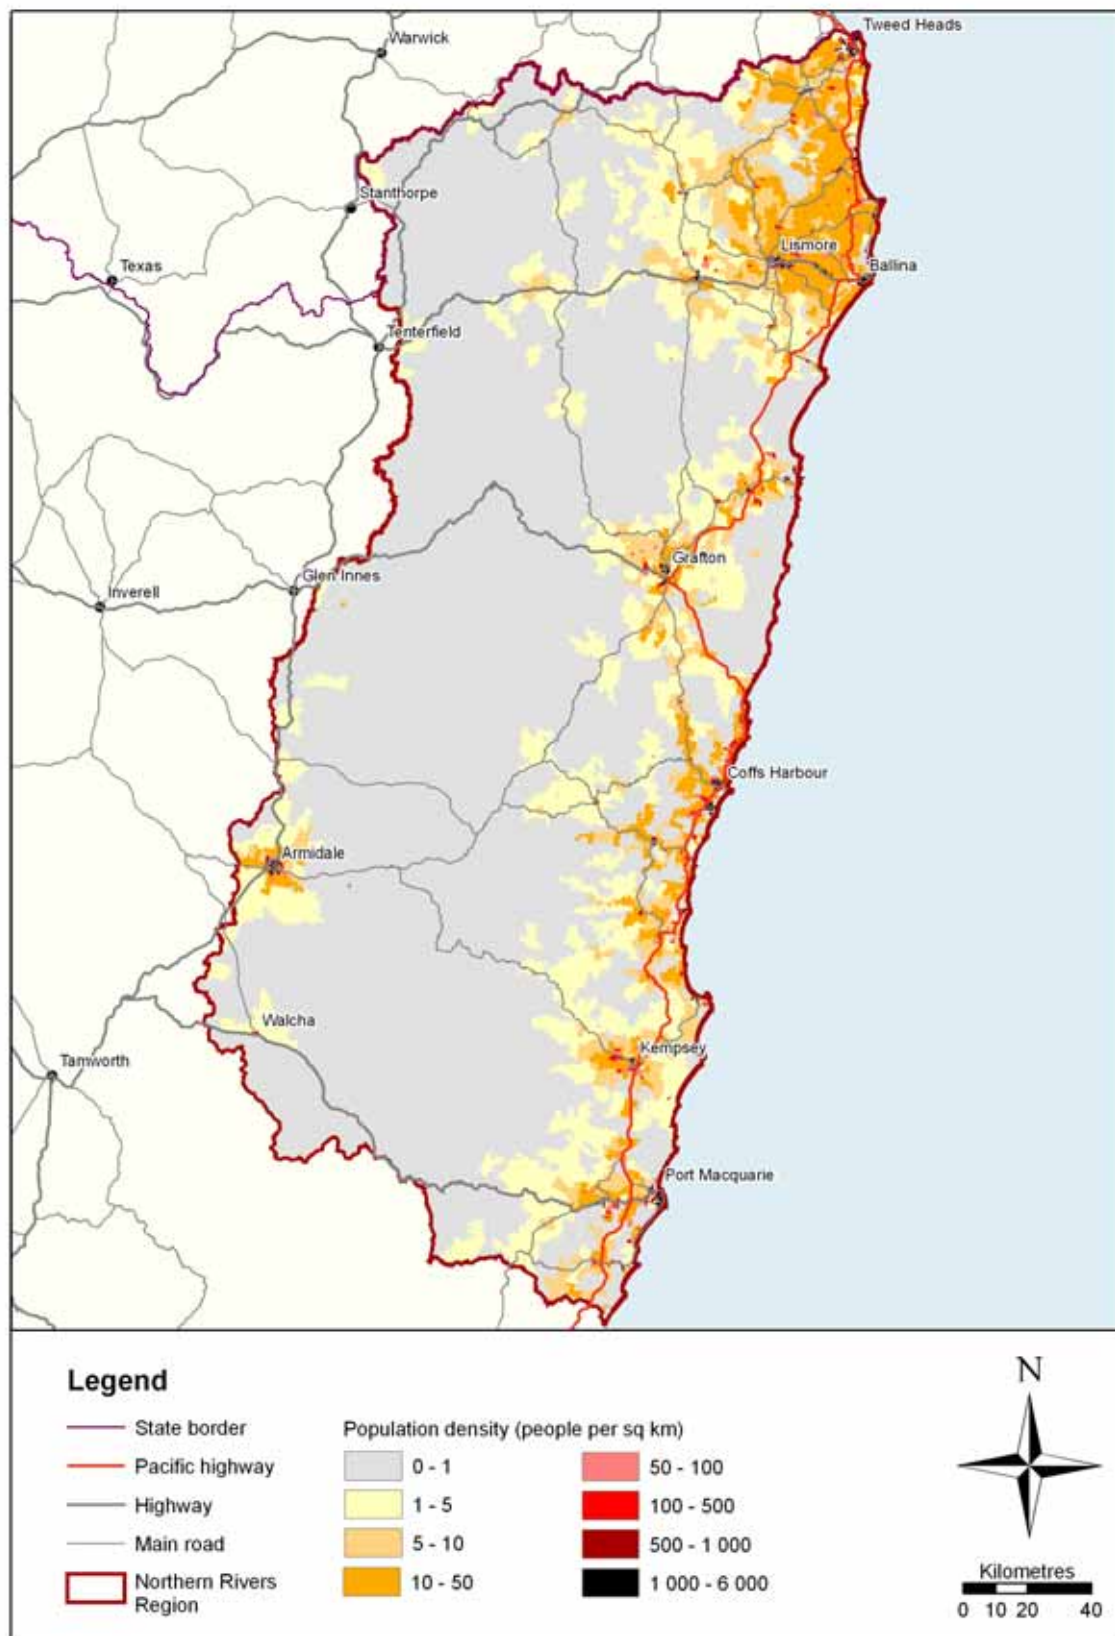 Tweed Heads
Warwick
Stanthorpe
Texas
Lismore
Ballina
Tenterfield
Grafton
Glen Innes
Inverell
Coffs Harbour
Armidale
Walcha
Kempsey
Tamworth
Port Macquarie
Legend
State border
Pacific highway
Highway
Main road
Northern Rivers
Region
Population density (people per sq km)
0 - 1
1 - 5
5 - 10
10 - 50
50 - 100
100 - 500
500 - 1 000
1 000 - 6 000
N
Kilometres
0 10 20 40